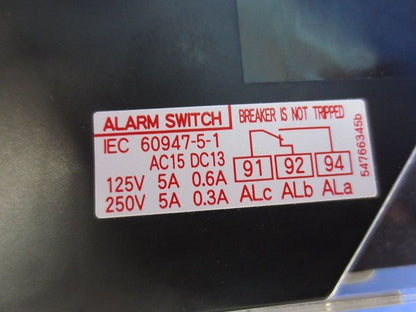 ALARM SWITCH
BREAKER IS NOT TRIPPED
IEC 60947-5-1
AC15 DC13
125V 5A 0.6A
250V 5A 0.3A
91 92 94
ALc ALb ALa
54766345b